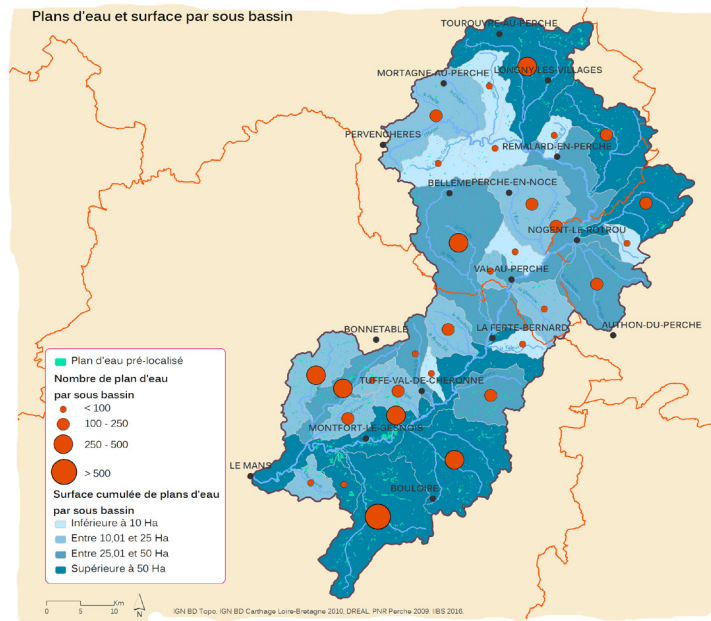 Plans d'eau et surface par sous bassin
TOUROUVRE-AU-PERCHE
MORTAGNE-AU-PERCHE
LONGNY-LES-VILLAGES
PERVENCHERES
REMALARD-EN-PERCHE
BELLEME
PERCHE-EN-NOCE
NOGENT-LE-ROTROU
VAL-AU-PERCHE
BONNETABLE
LA FERTE-BERNARD
AUTHON-DU-PERCHE
TUFFE-VAL-DE-CHERONNE
MONTFORT-LE-GESNOIS
LE MANS
BOULOIRE
Plan d'eau pré-localisé
Nombre de plan d'eau
par sous bassin
< 100
100 - 250
250 - 500
> 500
Surface cumulée de plans d'eau
par sous bassin
Inférieure à 10 Ha
Entre 10,01 et 25 Ha
Entre 25,01 et 50 Ha
Supérieure à 50 Ha
0 5 10 Km
N
IGN BD Topo, IGN BD Carthage Loire-Bretagne 2010, DREAL, PNR Perche 2009. IIBS 2016.